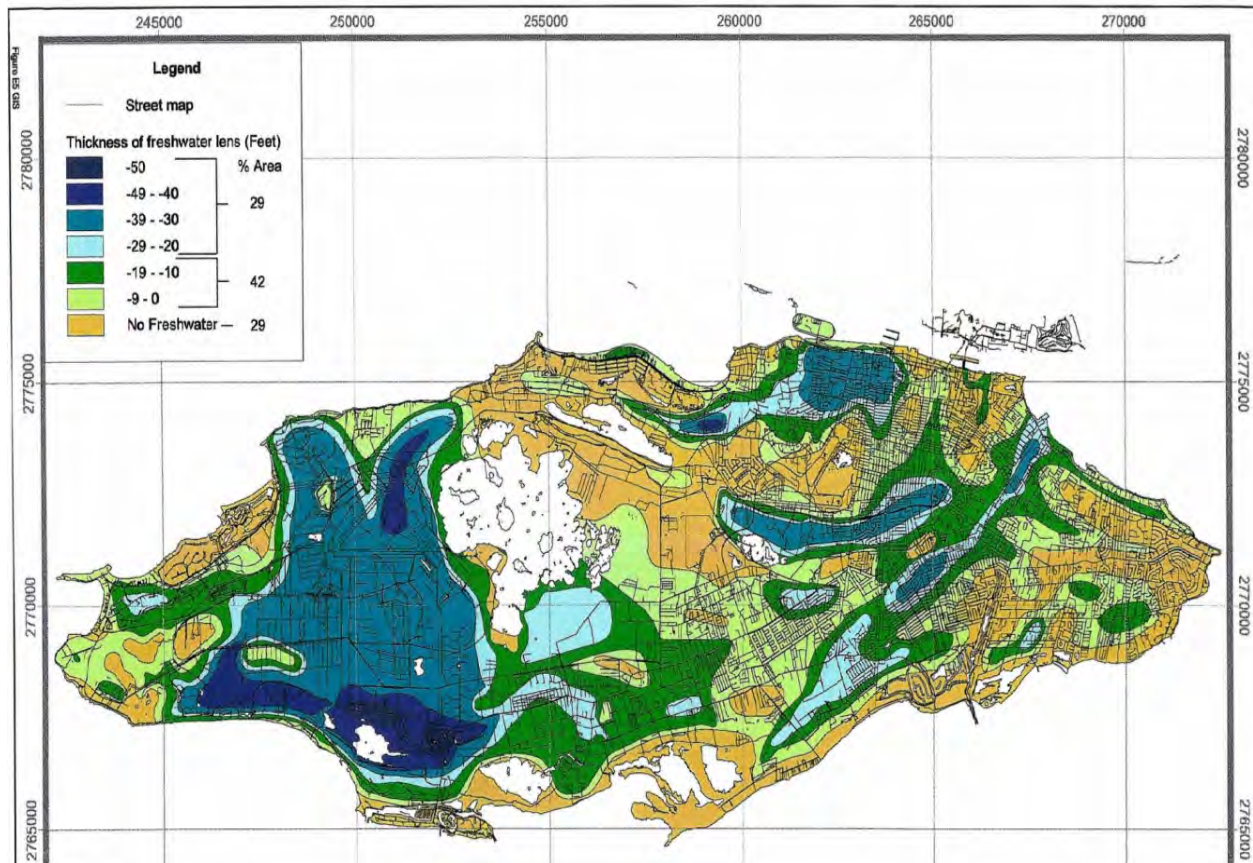 245000 250000 255000 260000 265000 270000
Figure E5 GIS
Legend
Street map
Thickness of freshwater lens (Feet)
-50 % Area
-49 - -40
29
-39 - -30
-29 - -20
-19 - -10
42
-9 - 0
No Freshwater — 29
2780000 2780000
2775000 2775000
2770000 2770000
2765000 2765000